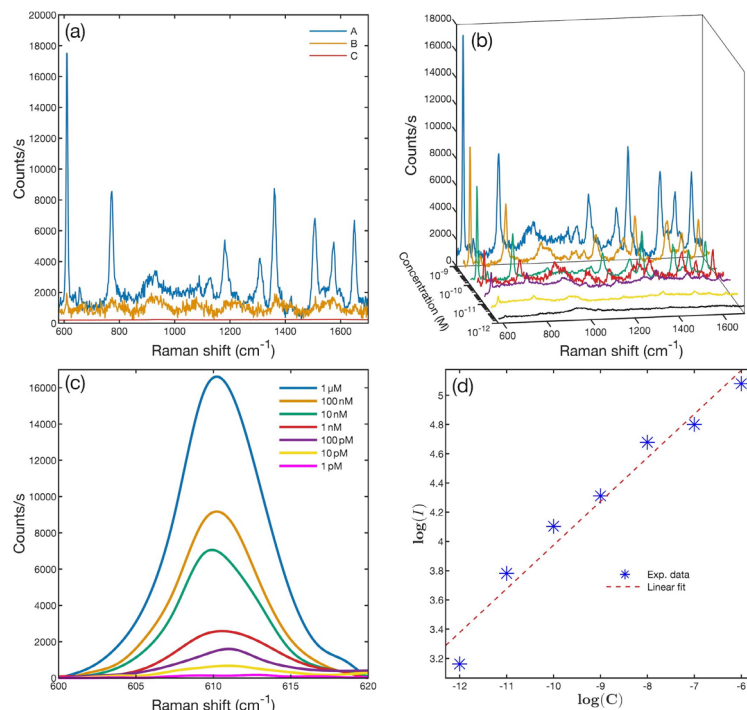 (a)
A
B
C
20000
18000
16000
14000
12000
10000
8000
6000
4000
2000
0
Counts/s
600
800
1000
1200
1400
1600
Raman shift (cm⁻¹)
(b)
18000
16000
14000
12000
10000
8000
6000
4000
2000
0
Counts/s
10⁻⁹
10⁻¹⁰
10⁻¹¹
10⁻¹²
Concentration (M)
600
800
1000
1200
1400
1600
Raman shift (cm⁻¹)
(c)
1 µM
100 nM
10 nM
1 nM
100 pM
10 pM
1 pM
16000
14000
12000
10000
8000
6000
4000
2000
0
Counts/s
600
605
610
615
620
Raman shift (cm⁻¹)
(d)
5
4.8
4.6
4.4
4.2
4
3.8
3.6
3.4
3.2
log(I)
Exp. data
Linear fit
-12
-11
-10
-9
-8
-7
-6
log(C)